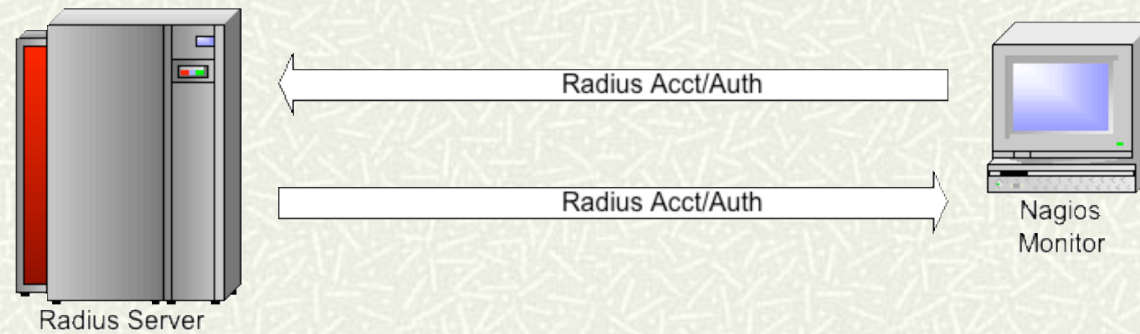 Radius Acct/Auth
Radius Acct/Auth
Nagios
Monitor
Radius Server